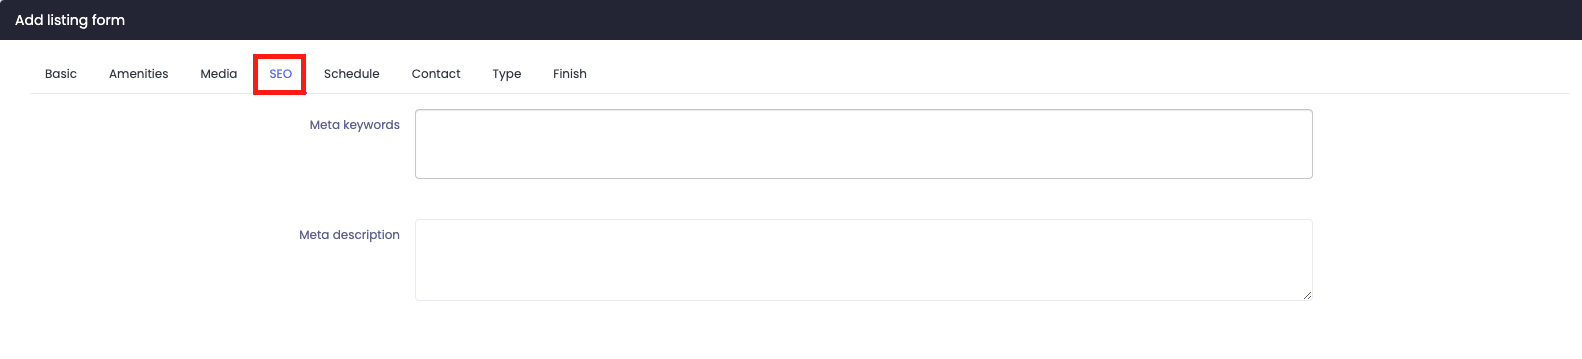 Add listing form
Basic Amenities Media SEO Schedule Contact Type Finish
Meta keywords
Meta description